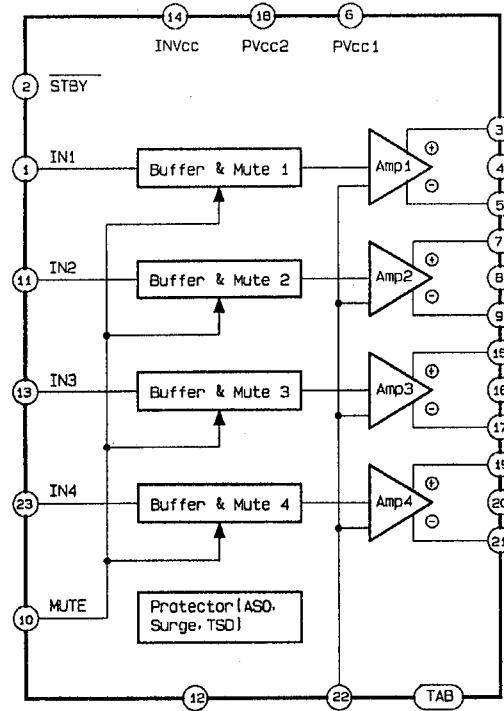 14 18 6
INVcc PVcc2 PVcc1
2 STBY
3
1 IN1 Buffer & Mute 1 Amp1 ⊕ 4
⊖ 5
7
11 IN2 Buffer & Mute 2 Amp2 ⊕ 8
⊖ 9
15
13 IN3 Buffer & Mute 3 Amp3 ⊕ 16
⊖ 17
19
23 IN4 Buffer & Mute 4 Amp4 ⊕ 20
⊖ 21
10 MUTE
Protector(ASO,
Surge,TSD)
12 22 TAB